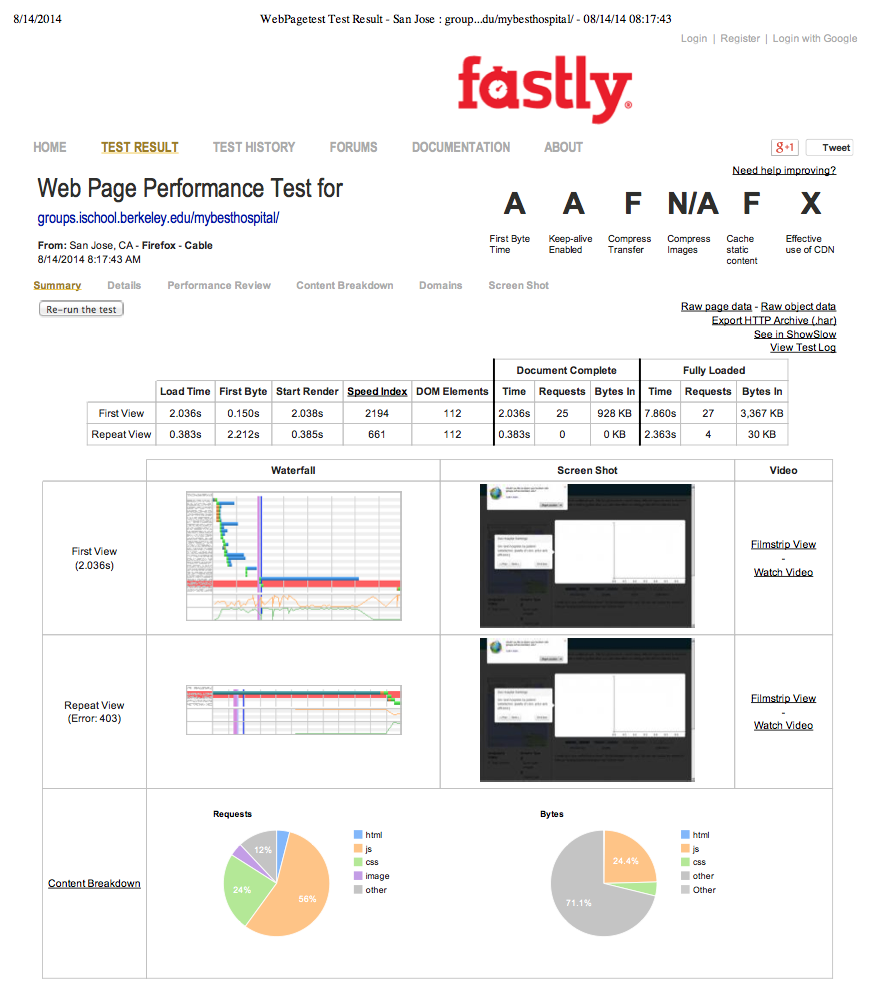 8/14/2014 WebPagetest Test Result - San Jose : group...du/mybesthospital/ - 08/14/14 08:17:43
Login | Register | Login with Google
fastly
HOME TEST RESULT TEST HISTORY FORUMS DOCUMENTATION ABOUT g+1 Tweet
Need help improving?
Web Page Performance Test for
groups.ischool.berkeley.edu/mybesthospital/
From: San Jose, CA - Firefox - Cable
8/14/2014 8:17:43 AM
A A F N/A F X
First Byte Time
Keep-alive Enabled
Compress Transfer
Compress Images
Cache static content
Effective use of CDN
Summary Details Performance Review Content Breakdown Domains Screen Shot
Re-run the test
Raw page data - Raw object data
Export HTTP Archive (.har)
See in ShowSlow
View Test Log
Document Complete Fully Loaded
Load Time First Byte Start Render Speed Index DOM Elements Time Requests Bytes In Time Requests Bytes In
First View 2.036s 0.150s 2.038s 2194 112 2.036s 25 928 KB 7.860s 27 3,367 KB
Repeat View 0.383s 2.212s 0.385s 661 112 0.383s 0 0 KB 2.363s 4 30 KB
Waterfall Screen Shot Video
First View
(2.036s)
Filmstrip View
-
Watch Video
Repeat View
(Error: 403)
Filmstrip View
-
Watch Video
Content Breakdown
Requests
12%
24%
56%
html
js
css
image
other
Bytes
24.4%
71.1%
html
js
css
other
Other